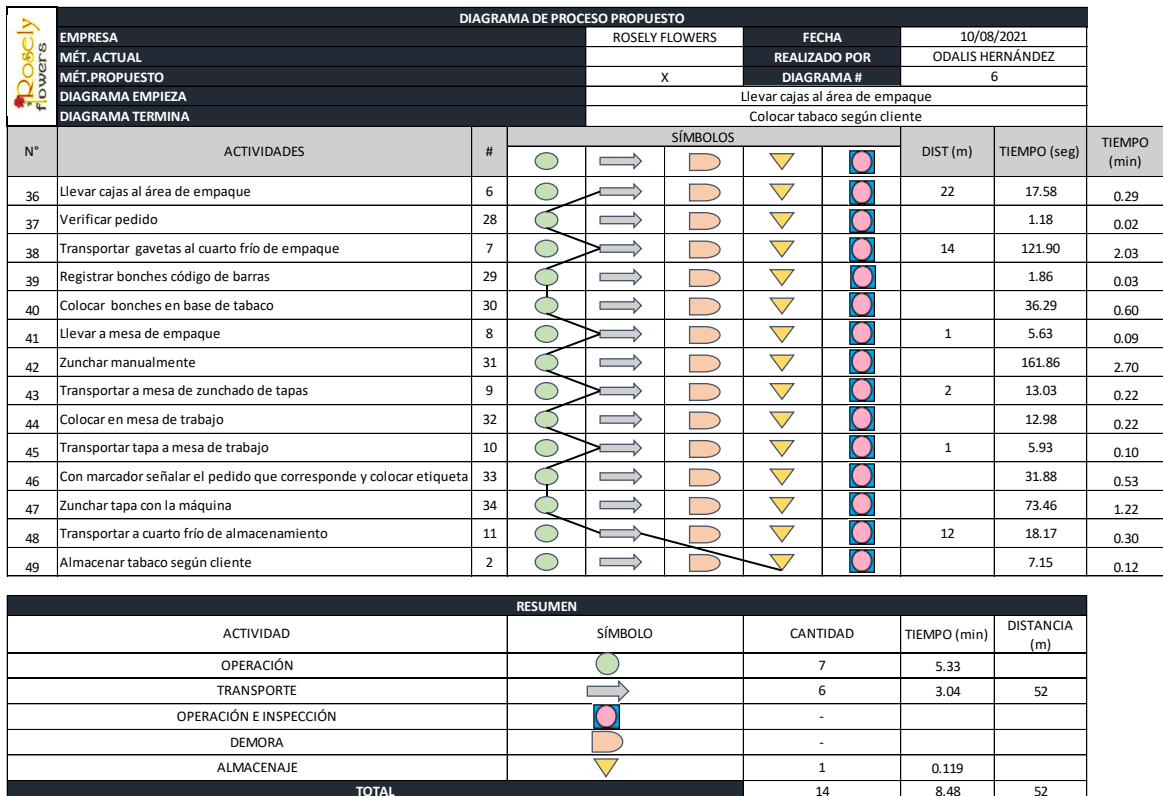 Rosely
flowers
DIAGRAMA DE PROCESO PROPUESTO
EMPRESA ROSELY FLOWERS FECHA 10/08/2021
MÉT. ACTUAL REALIZADO POR ODALIS HERNÁNDEZ
MÉT.PROPUESTO X DIAGRAMA # 6
DIAGRAMA EMPIEZA Llevar cajas al área de empaque
DIAGRAMA TERMINA Colocar tabaco según cliente
N° ACTIVIDADES # SÍMBOLOS DIST (m) TIEMPO (seg) TIEMPO (min)
36 Llevar cajas al área de empaque 6 22 17.58 0.29
37 Verificar pedido 28 1.18 0.02
38 Transportar gavetas al cuarto frío de empaque 7 14 121.90 2.03
39 Registrar bonches código de barras 29 1.86 0.03
40 Colocar bonches en base de tabaco 30 36.29 0.60
41 Llevar a mesa de empaque 8 1 5.63 0.09
42 Zunchar manualmente 31 161.86 2.70
43 Transportar a mesa de zunchado de tapas 9 2 13.03 0.22
44 Colocar en mesa de trabajo 32 12.98 0.22
45 Transportar tapa a mesa de trabajo 10 1 5.93 0.10
46 Con marcador señalar el pedido que corresponde y colocar etiqueta 33 31.88 0.53
47 Zunchar tapa con la máquina 34 73.46 1.22
48 Transportar a cuarto frío de almacenamiento 11 12 18.17 0.30
49 Almacenar tabaco según cliente 2 7.15 0.12
RESUMEN
ACTIVIDAD SÍMBOLO CANTIDAD TIEMPO (min) DISTANCIA (m)
OPERACIÓN 7 5.33
TRANSPORTE 6 3.04 52
OPERACIÓN E INSPECCIÓN -
DEMORA -
ALMACENAJE 1 0.119
TOTAL 14 8.48 52